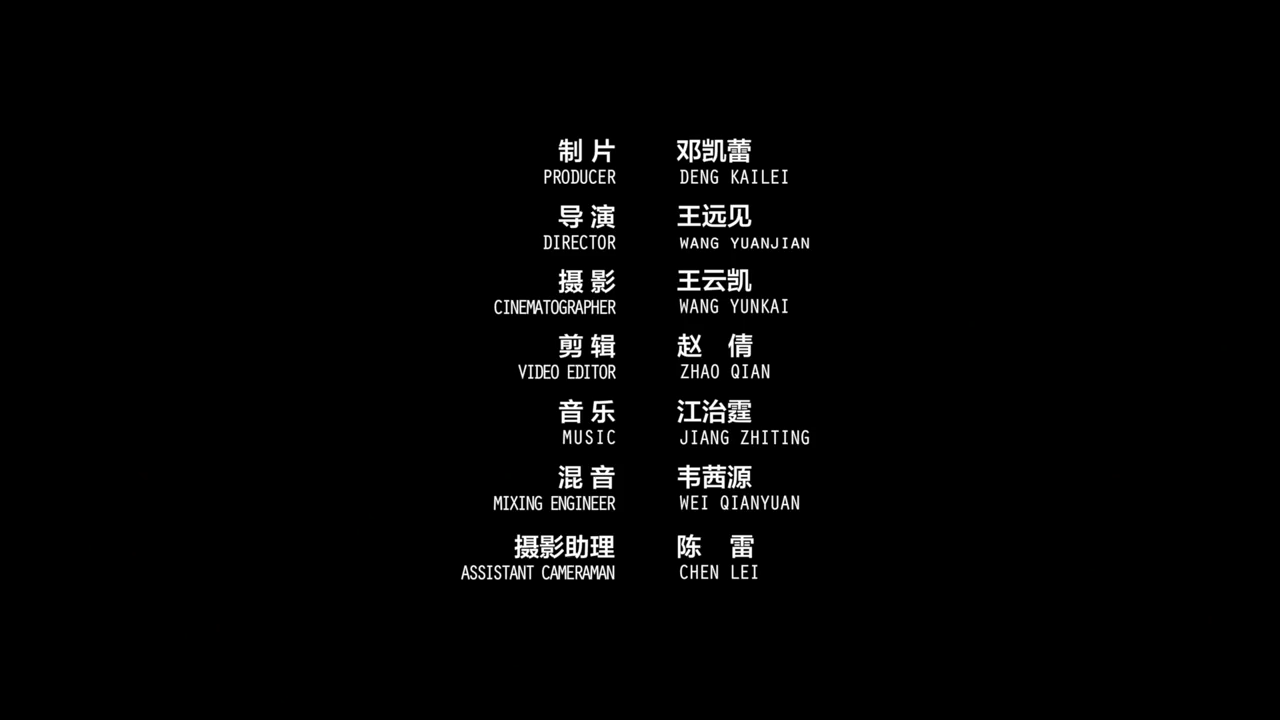 制 片 邓凯蕾
PRODUCER DENG KAILEI
导 演 王远见
DIRECTOR WANG YUANJIAN
摄 影 王云凯
CINEMATOGRAPHER WANG YUNKAI
剪 辑 赵 倩
VIDEO EDITOR ZHAO QIAN
音 乐 江治霆
MUSIC JIANG ZHITING
混 音 韦茜源
MIXING ENGINEER WEI QIANYUAN
摄影助理 陈 雷
ASSISTANT CAMERAMAN CHEN LEI